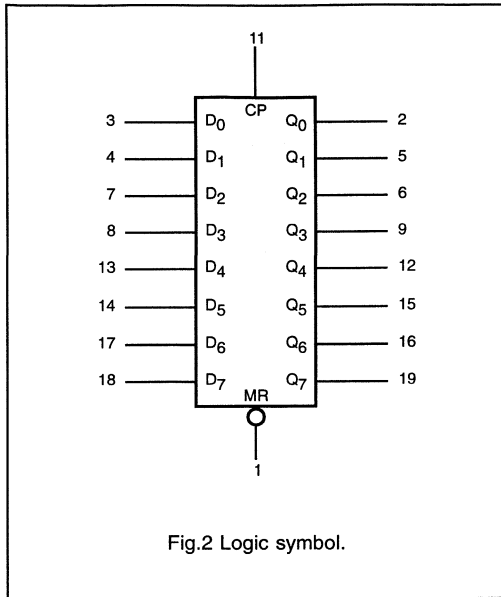 11
CP
3 D0 Q0 2
4 D1 Q1 5
7 D2 Q2 6
8 D3 Q3 9
13 D4 Q4 12
14 D5 Q5 15
17 D6 Q6 16
18 D7 Q7 19
MR
1
Fig.2 Logic symbol.